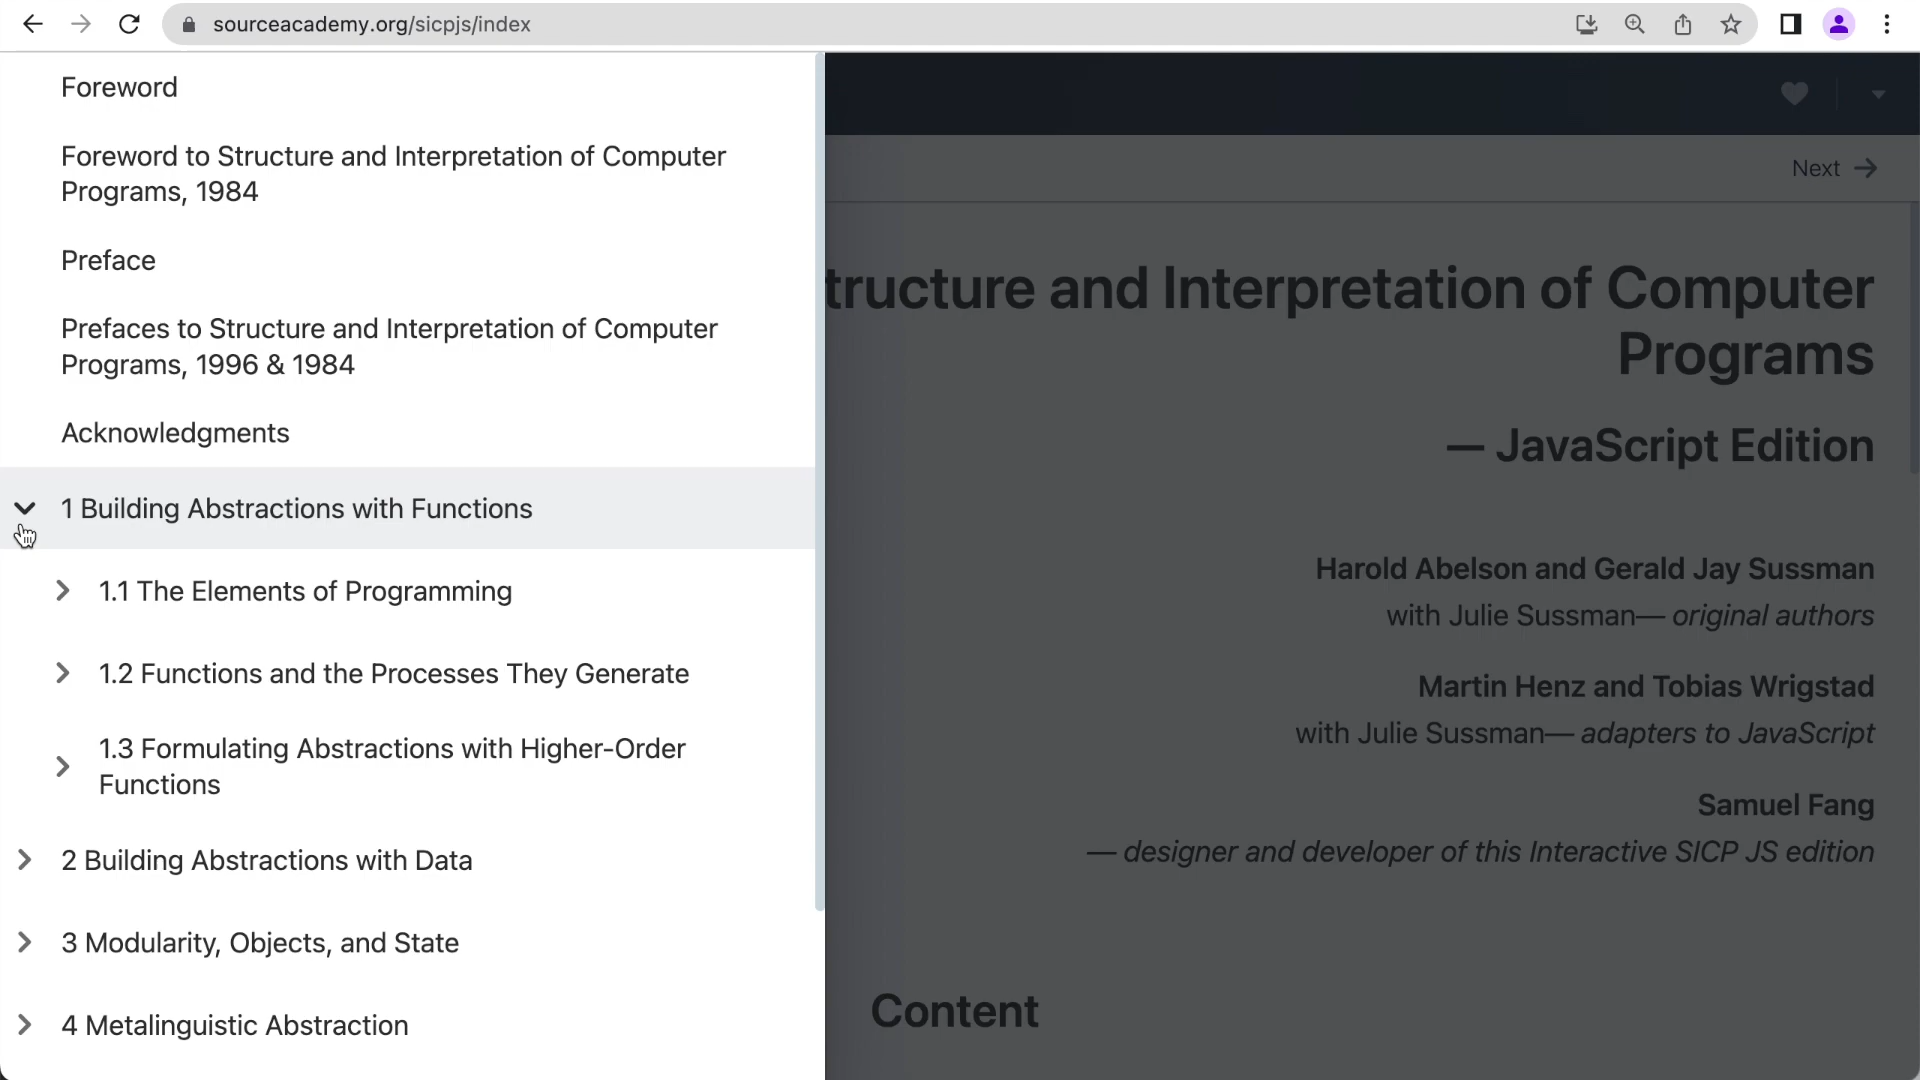 sourceacademy.org/sicpjs/index
Foreword
Foreword to Structure and Interpretation of Computer
Programs, 1984
Preface
Prefaces to Structure and Interpretation of Computer
Programs, 1996 & 1984
Acknowledgments
1 Building Abstractions with Functions
1.1 The Elements of Programming
1.2 Functions and the Processes They Generate
1.3 Formulating Abstractions with Higher-Order
Functions
2 Building Abstractions with Data
3 Modularity, Objects, and State
4 Metalinguistic Abstraction
Next
tructure and Interpretation of Computer
Programs
— JavaScript Edition
Harold Abelson and Gerald Jay Sussman
with Julie Sussman— original authors
Martin Henz and Tobias Wrigstad
with Julie Sussman— adapters to JavaScript
Samuel Fang
— designer and developer of this Interactive SICP JS edition
Content